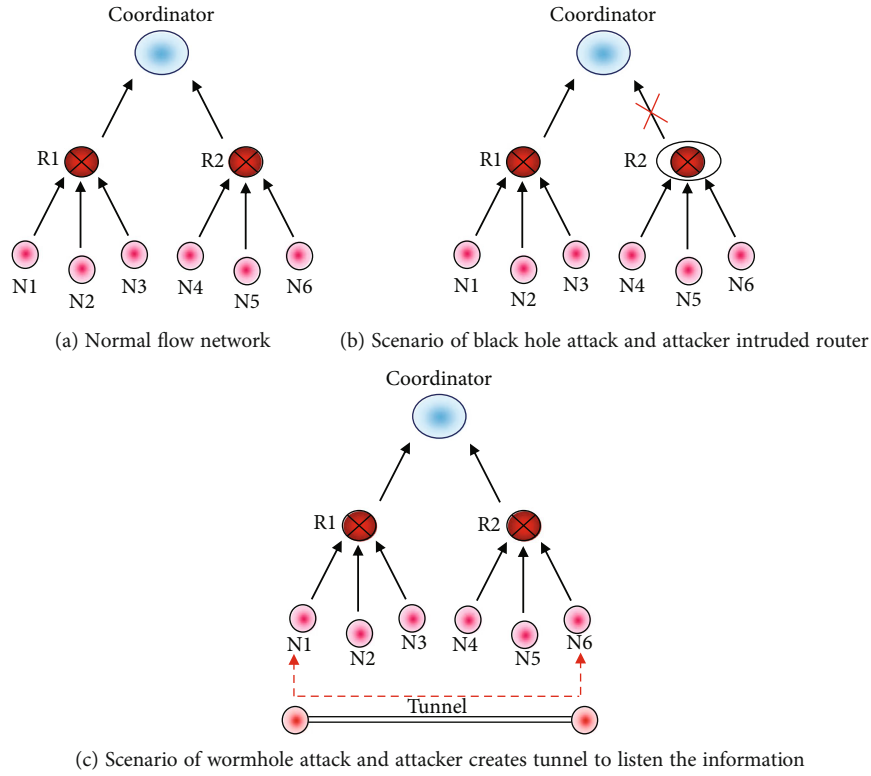 Coordinator
R1
R2
N1
N2
N3
N4
N5
N6
(a) Normal flow network
Coordinator
R1
R2
N1
N2
N3
N4
N5
N6
(b) Scenario of black hole attack and attacker intruded router
Coordinator
R1
R2
N1
N2
N3
N4
N5
N6
Tunnel
(c) Scenario of wormhole attack and attacker creates tunnel to listen the information